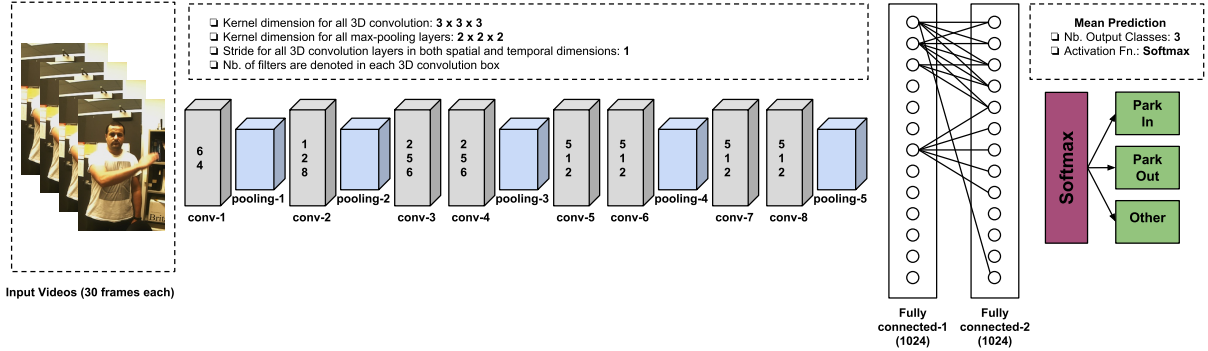 ❏ Kernel dimension for all 3D convolution: 3 x 3 x 3
❏ Kernel dimension for all max-pooling layers: 2 x 2 x 2
❏ Stride for all 3D convolution layers in both spatial and temporal dimensions: 1
❏ Nb. of filters are denoted in each 3D convolution box
Mean Prediction
❏ Nb. Output Classes: 3
❏ Activation Fn.: Softmax
64
conv-1
pooling-1
128
conv-2
pooling-2
256
conv-3
256
conv-4
pooling-3
512
conv-5
512
conv-6
pooling-4
512
conv-7
512
conv-8
pooling-5
Softmax
Park
In
Park
Out
Other
Input Videos (30 frames each)
Fully
connected-1
(1024)
Fully
connected-2
(1024)